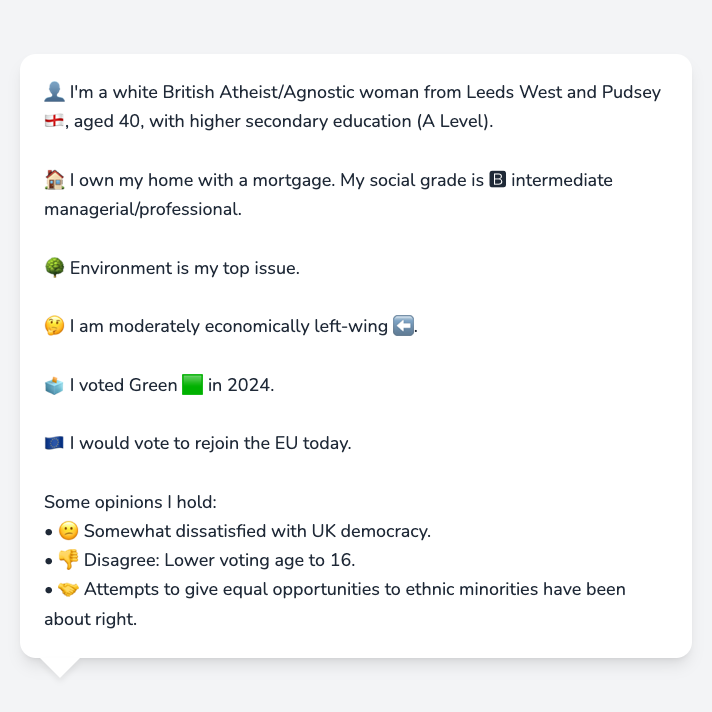 👤 I'm a white British Atheist/Agnostic woman from Leeds West and Pudsey
🏴󠁧󠁢󠁥󠁮󠁧󠁿, aged 40, with higher secondary education (A Level).
🏠 I own my home with a mortgage. My social grade is 🅱 intermediate
managerial/professional.
🌳 Environment is my top issue.
🤔 I am moderately economically left-wing ⬅️.
🗳️ I voted Green 🟩 in 2024.
🇪🇺 I would vote to rejoin the EU today.
Some opinions I hold:
• 🙁 Somewhat dissatisfied with UK democracy.
• 👎 Disagree: Lower voting age to 16.
• 🤝 Attempts to give equal opportunities to ethnic minorities have been
about right.